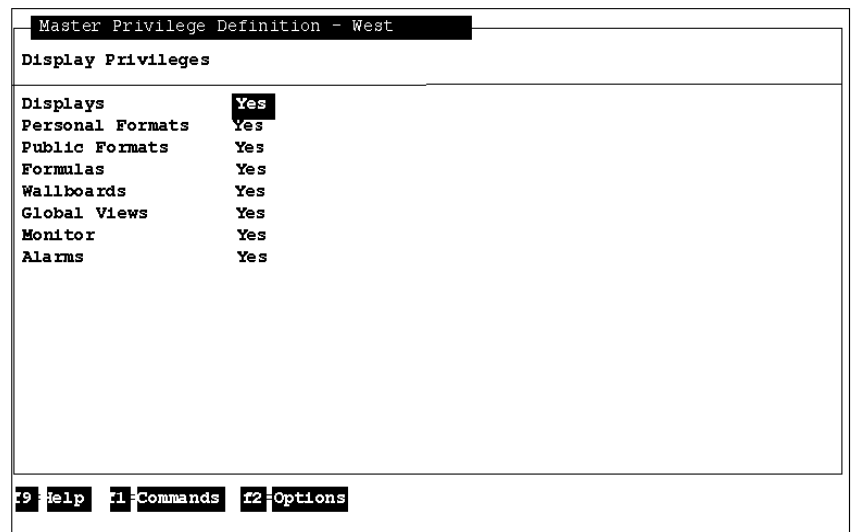 Master Privilege Definition - West
Display Privileges
Displays Yes
Personal Formats Yes
Public Formats Yes
Formulas Yes
Wallboards Yes
Global Views Yes
Monitor Yes
Alarms Yes
f9=Help f1=Commands f2=Options